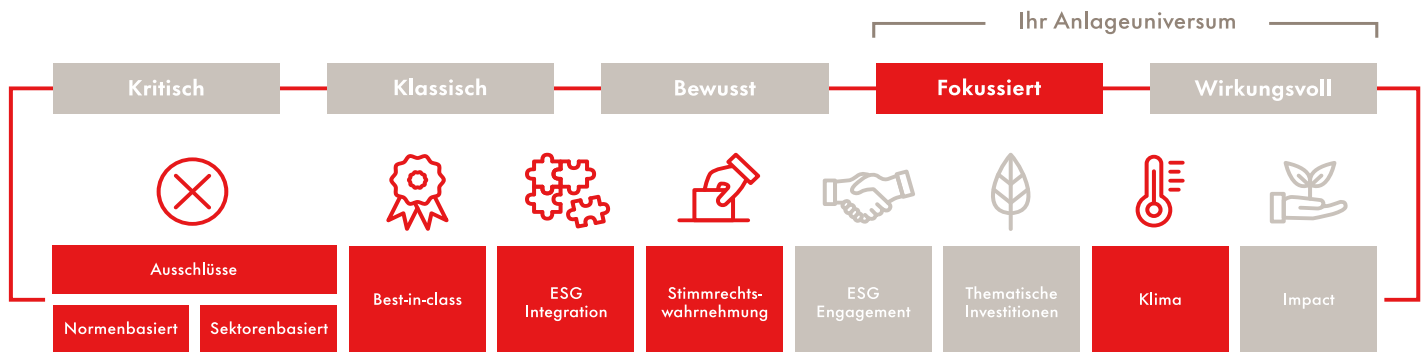 Ihr Anlageuniversum
Kritisch
Klassisch
Bewusst
Fokussiert
Wirkungsvoll
Ausschlüsse
Normenbasiert
Sektorenbasiert
Best-in-class
ESG
Integration
Stimmrechts-
wahrnehmung
ESG
Engagement
Thematische
Investitionen
Klima
Impact